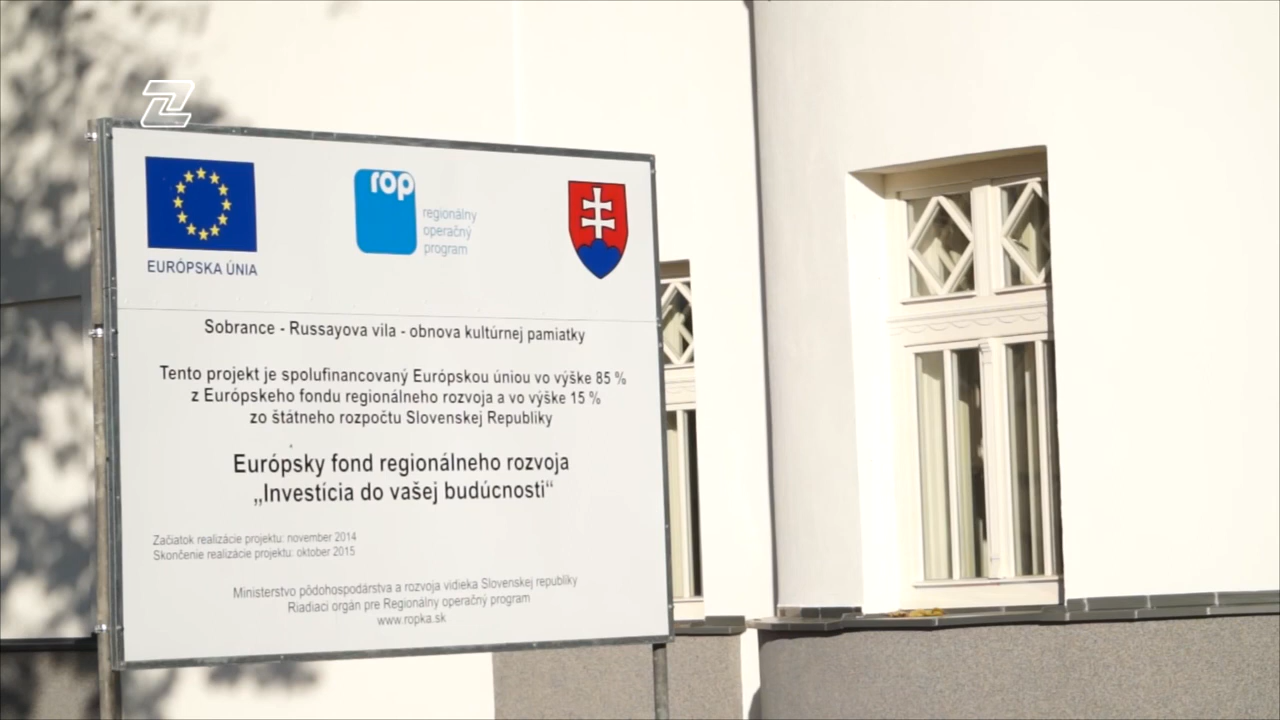 EURÓPSKA ÚNIA
rop
regionálny
operačný
program
Sobrance - Russayova vila - obnova kultúrnej pamiatky
Tento projekt je spolufinancovaný Európskou úniou vo výške 85 %
z Európskeho fondu regionálneho rozvoja a vo výške 15 %
zo štátneho rozpočtu Slovenskej Republiky
Európsky fond regionálneho rozvoja
„Investícia do vašej budúcnosti“
Začiatok realizácie projektu: november 2014
Skončenie realizácie projektu: október 2015
Ministerstvo pôdohospodárstva a rozvoja vidieka Slovenskej republiky
Riadiaci orgán pre Regionálny operačný program
www.ropka.sk